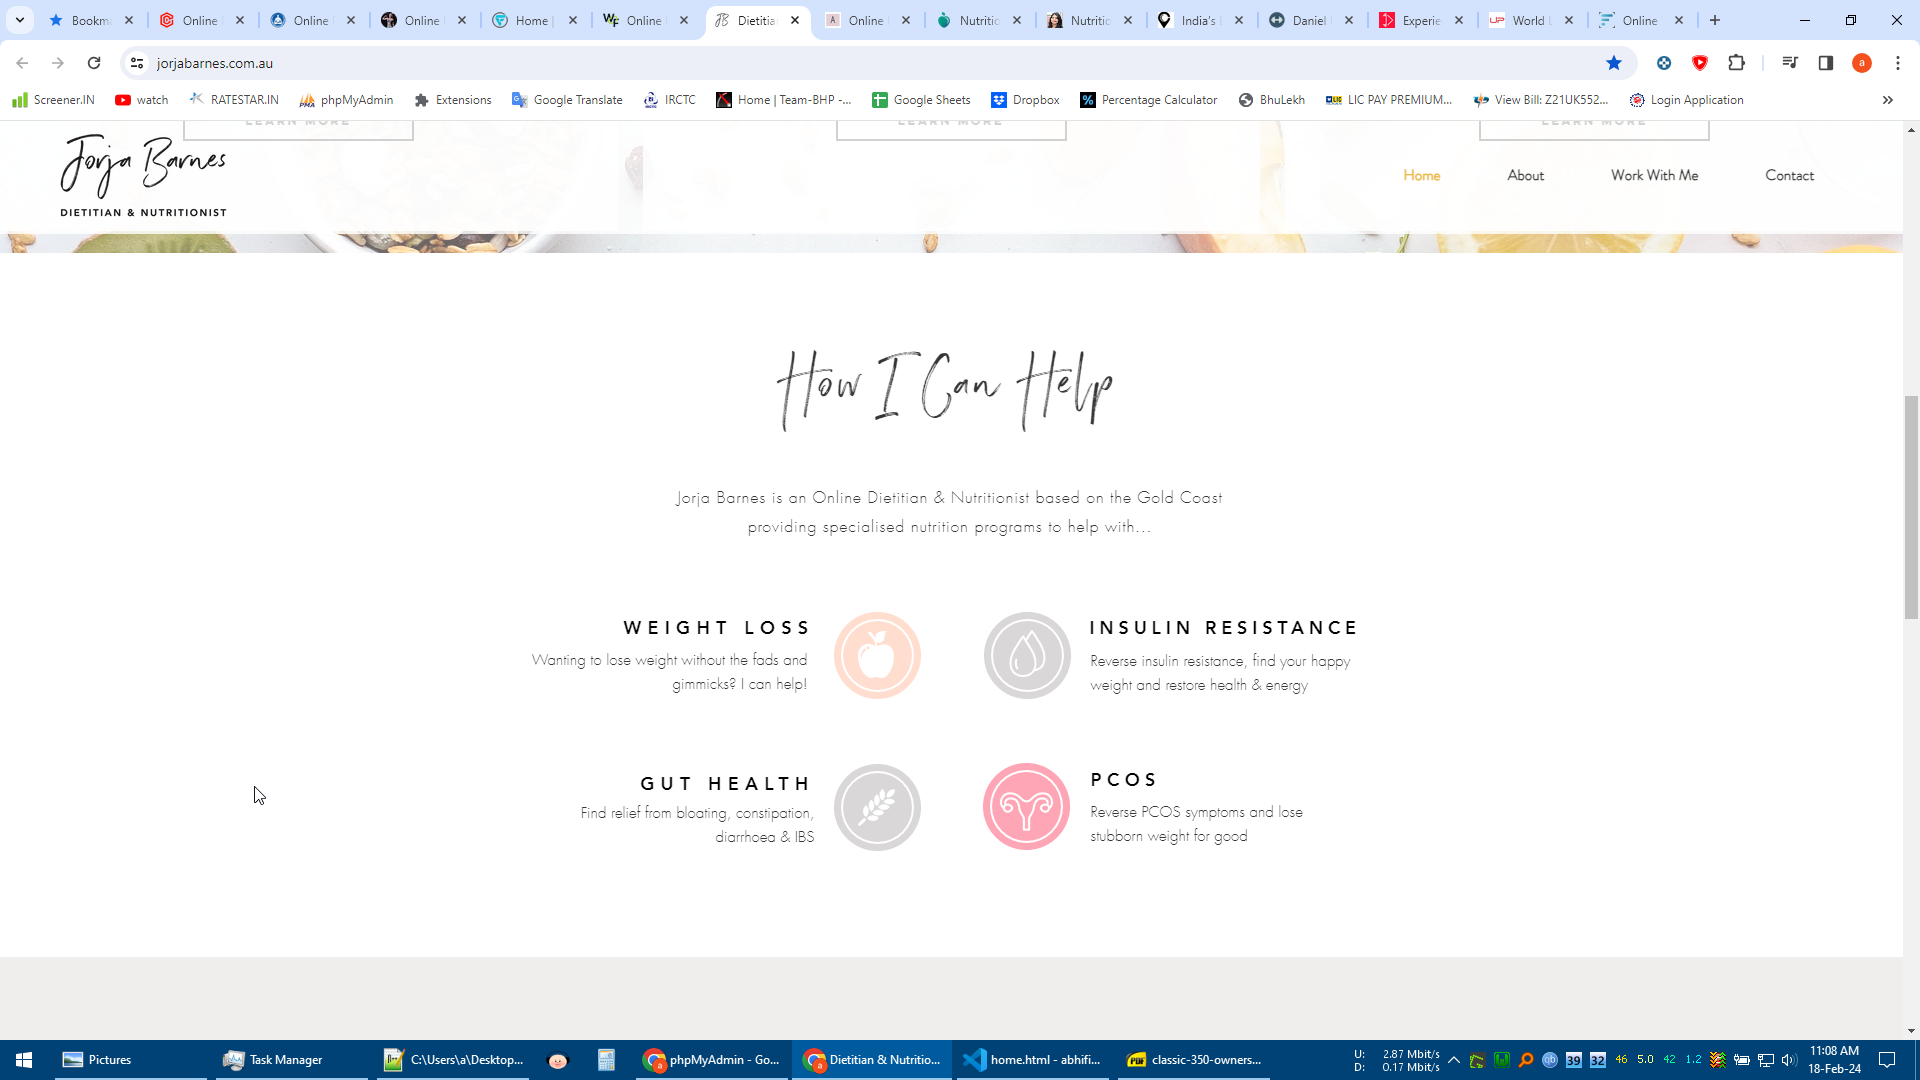 Bookma
Online
Online
Online
Home |
Online
Dietitia
Online
Nutritio
Nutritio
India's
Daniel
Experie
World
Online
jorjabarnes.com.au
a
Screener.IN
watch
RATESTAR.IN
phpMyAdmin
Extensions
Google Translate
IRCTC
Home | Team-BHP -...
Google Sheets
Dropbox
Percentage Calculator
BhuLekh
LIC PAY PREMIUM...
View Bill: Z21UK552...
Login Application
LEARN MORE
LEARN MORE
LEARN MORE
Jorja Barnes
DIETITIAN & NUTRITIONIST
Home
About
Work With Me
Contact
How I Can Help
Jorja Barnes is an Online Dietitian & Nutritionist based on the Gold Coast
providing specialised nutrition programs to help with...
WEIGHT LOSS
Wanting to lose weight without the fads and
gimmicks? I can help!
INSULIN RESISTANCE
Reverse insulin resistance, find your happy
weight and restore health & energy
GUT HEALTH
Find relief from bloating, constipation,
diarrhoea & IBS
PCOS
Reverse PCOS symptoms and lose
stubborn weight for good
Pictures
Task Manager
C:\Users\a\Desktop...
phpMyAdmin - Go...
Dietitian & Nutritio...
home.html - abhifi...
classic-350-owners...
U: 2.87 Mbit/s
D: 0.17 Mbit/s
39
32
46
5.0
42
1.2
11:08 AM
18-Feb-24